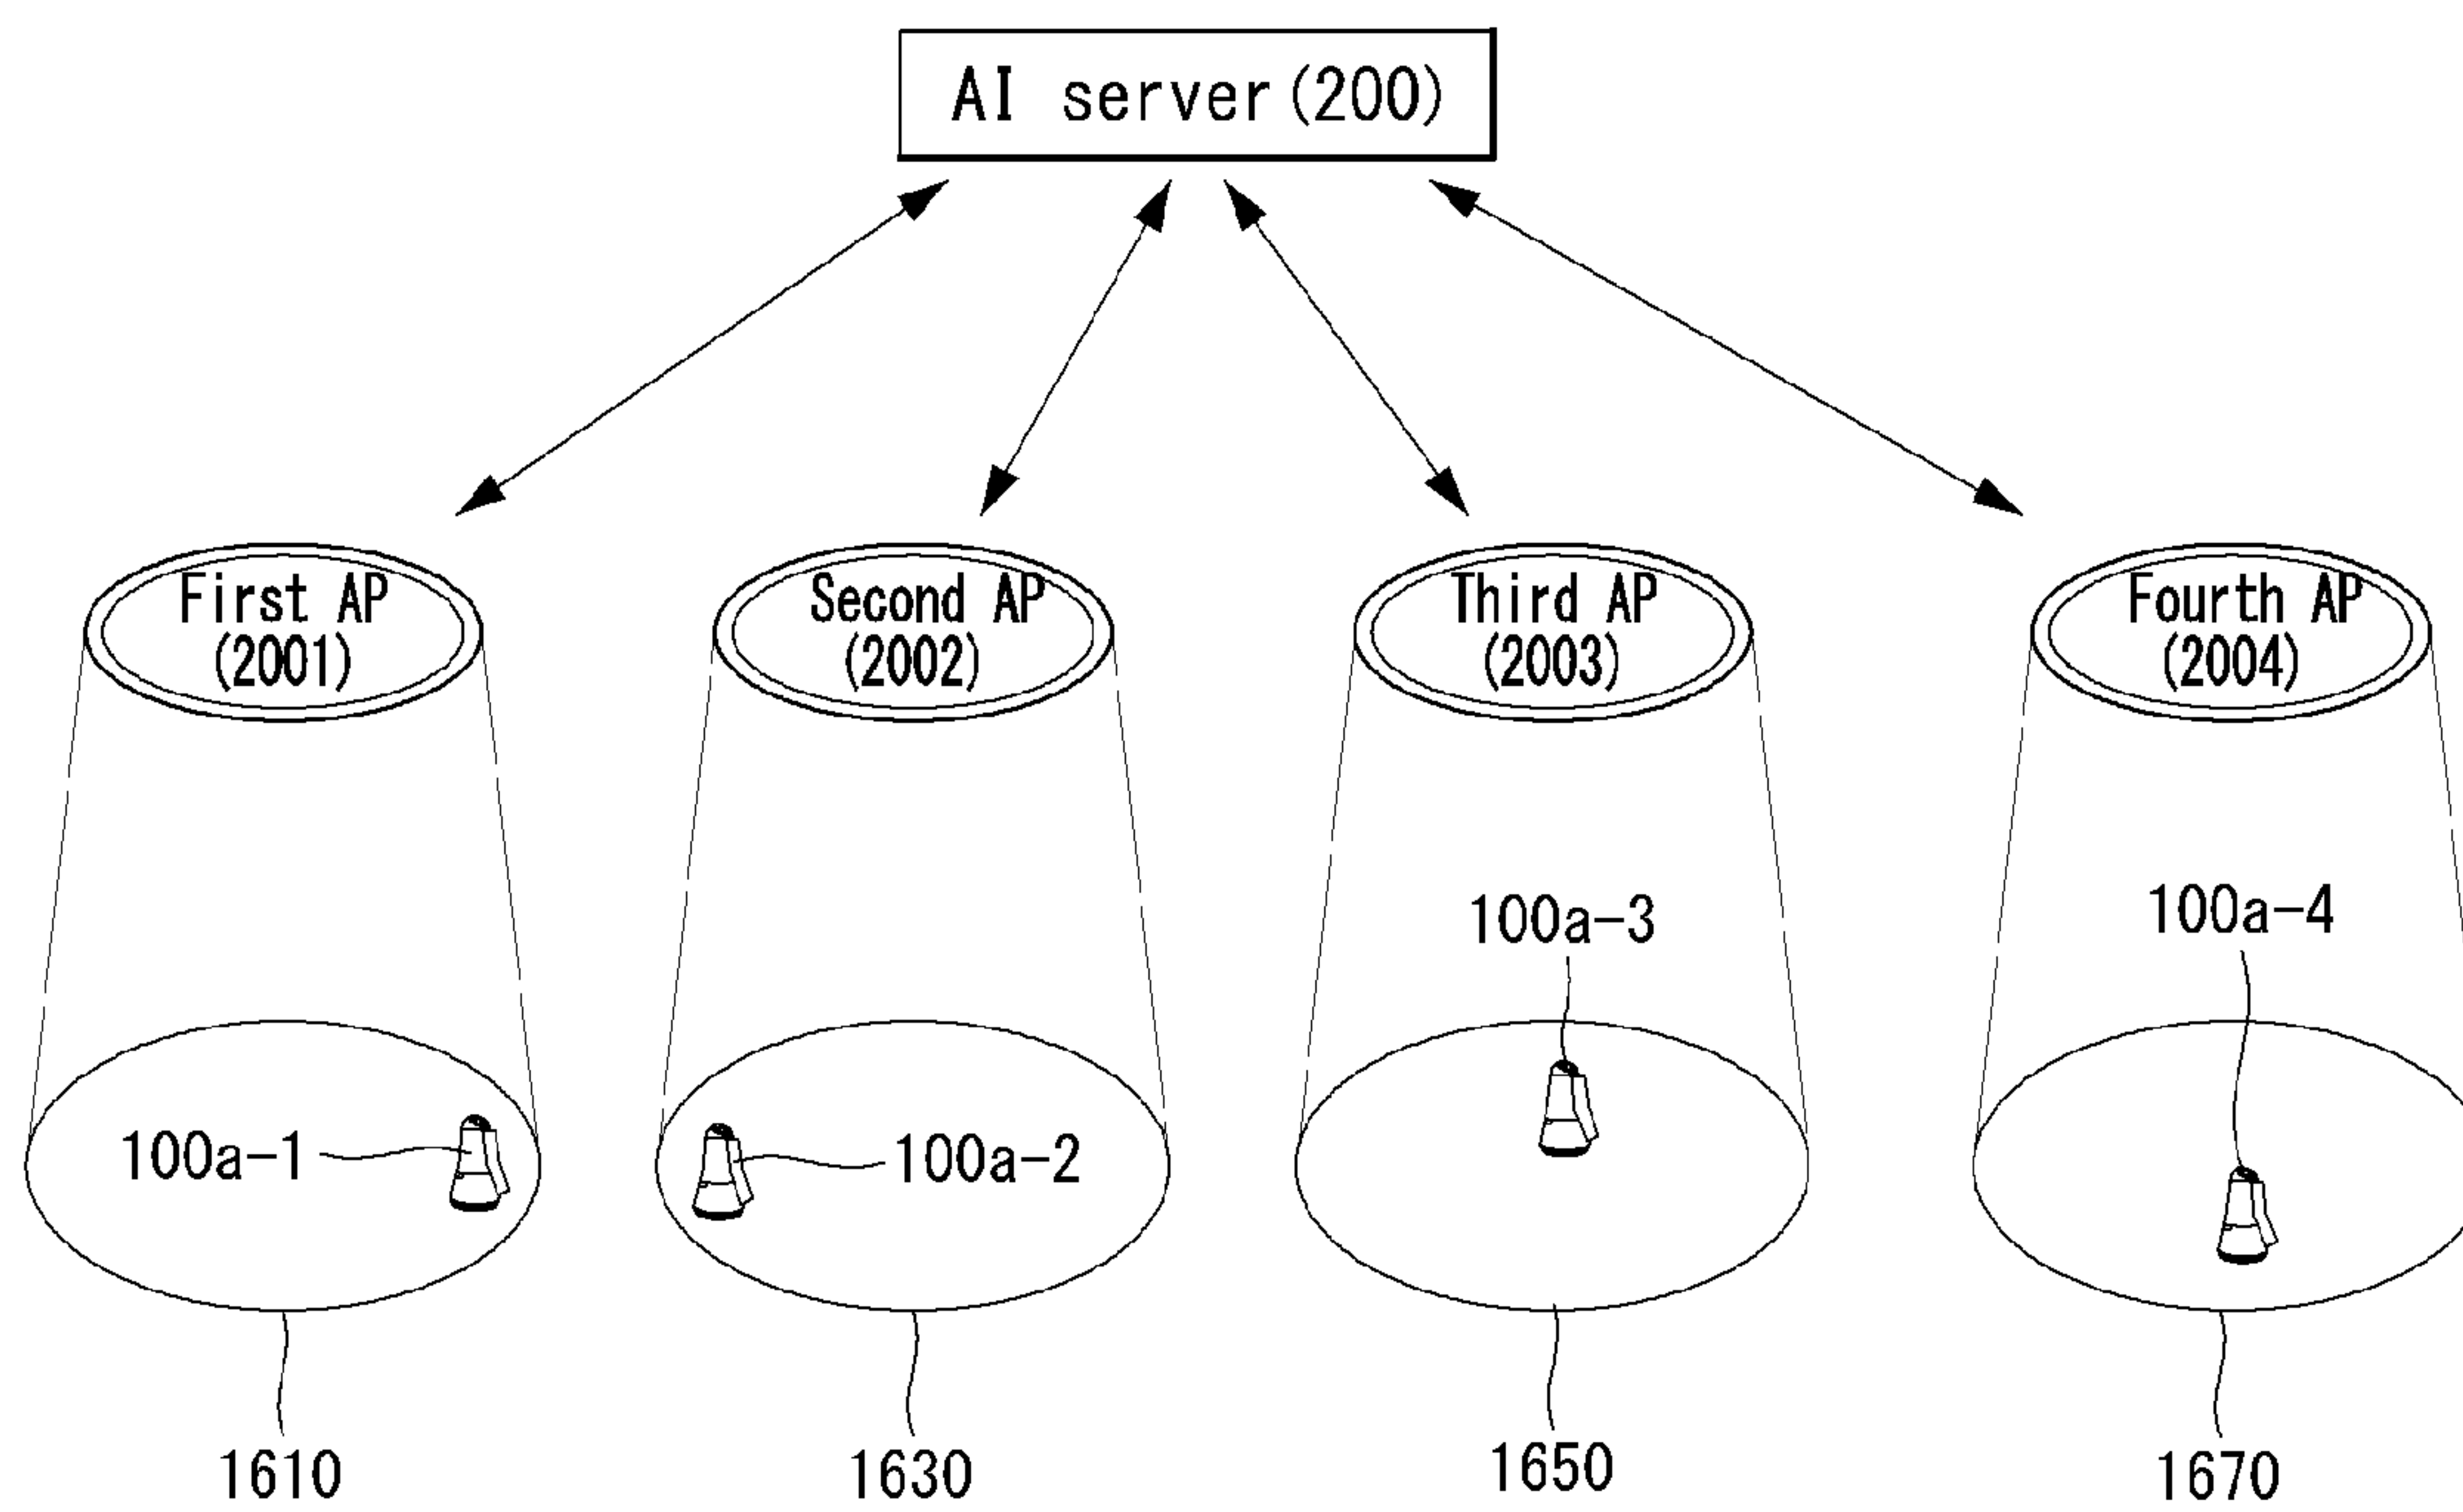 AI server(200)
First AP
(2001)
Second AP
(2002)
Third AP
(2003)
Fourth AP
(2004)
100a-3
100a-4
100a-1
100a-2
1610
1630
1650
1670